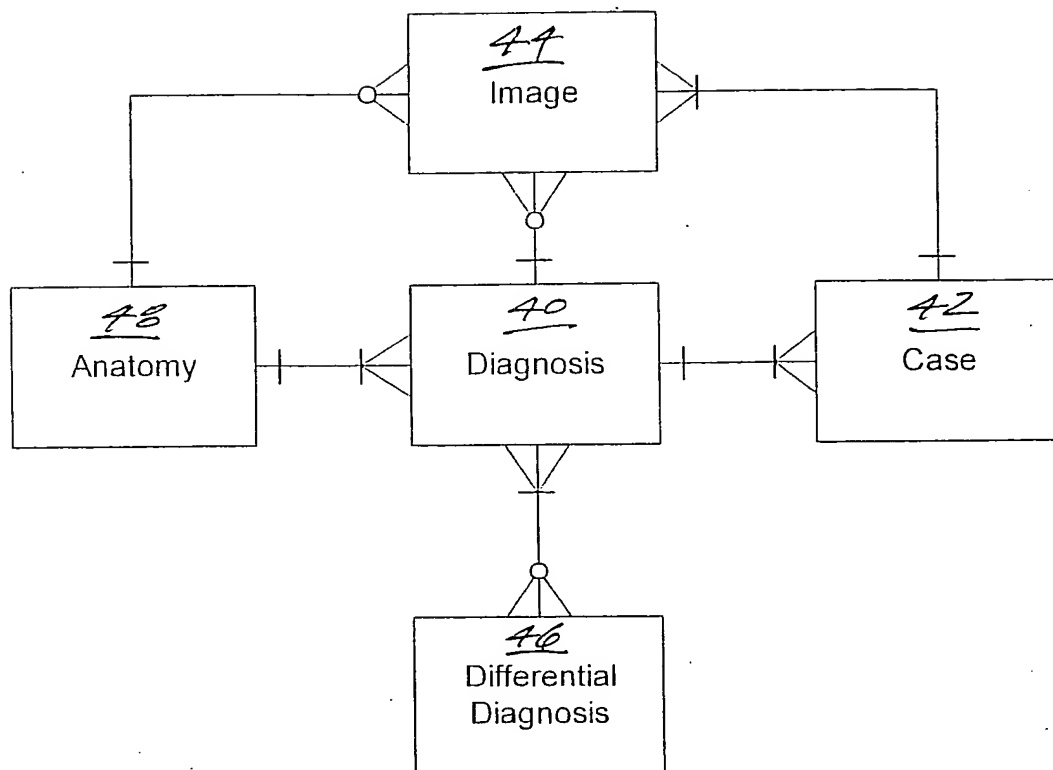 44
Image
48
Anatomy
40
Diagnosis
42
Case
46
Differential
Diagnosis